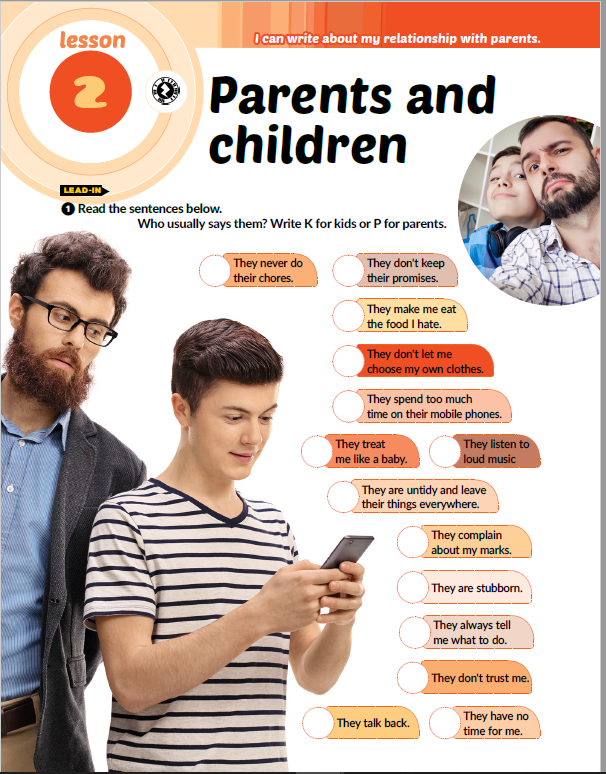 lesson
2
I can write about my relationship with parents.
Parents and
children
LEAD-IN
1 Read the sentences below.
Who usually says them? Write K for kids or P for parents.
They never do
their chores.
They don't keep
their promises.
They make me eat
the food I hate.
They don't let me
choose my own clothes.
They spend too much
time on their mobile phones.
They treat
me like a baby.
They listen to
loud music
They are untidy and leave
their things everywhere.
They complain
about my marks.
They are stubborn.
They always tell
me what to do.
They don't trust me.
They talk back.
They have no
time for me.